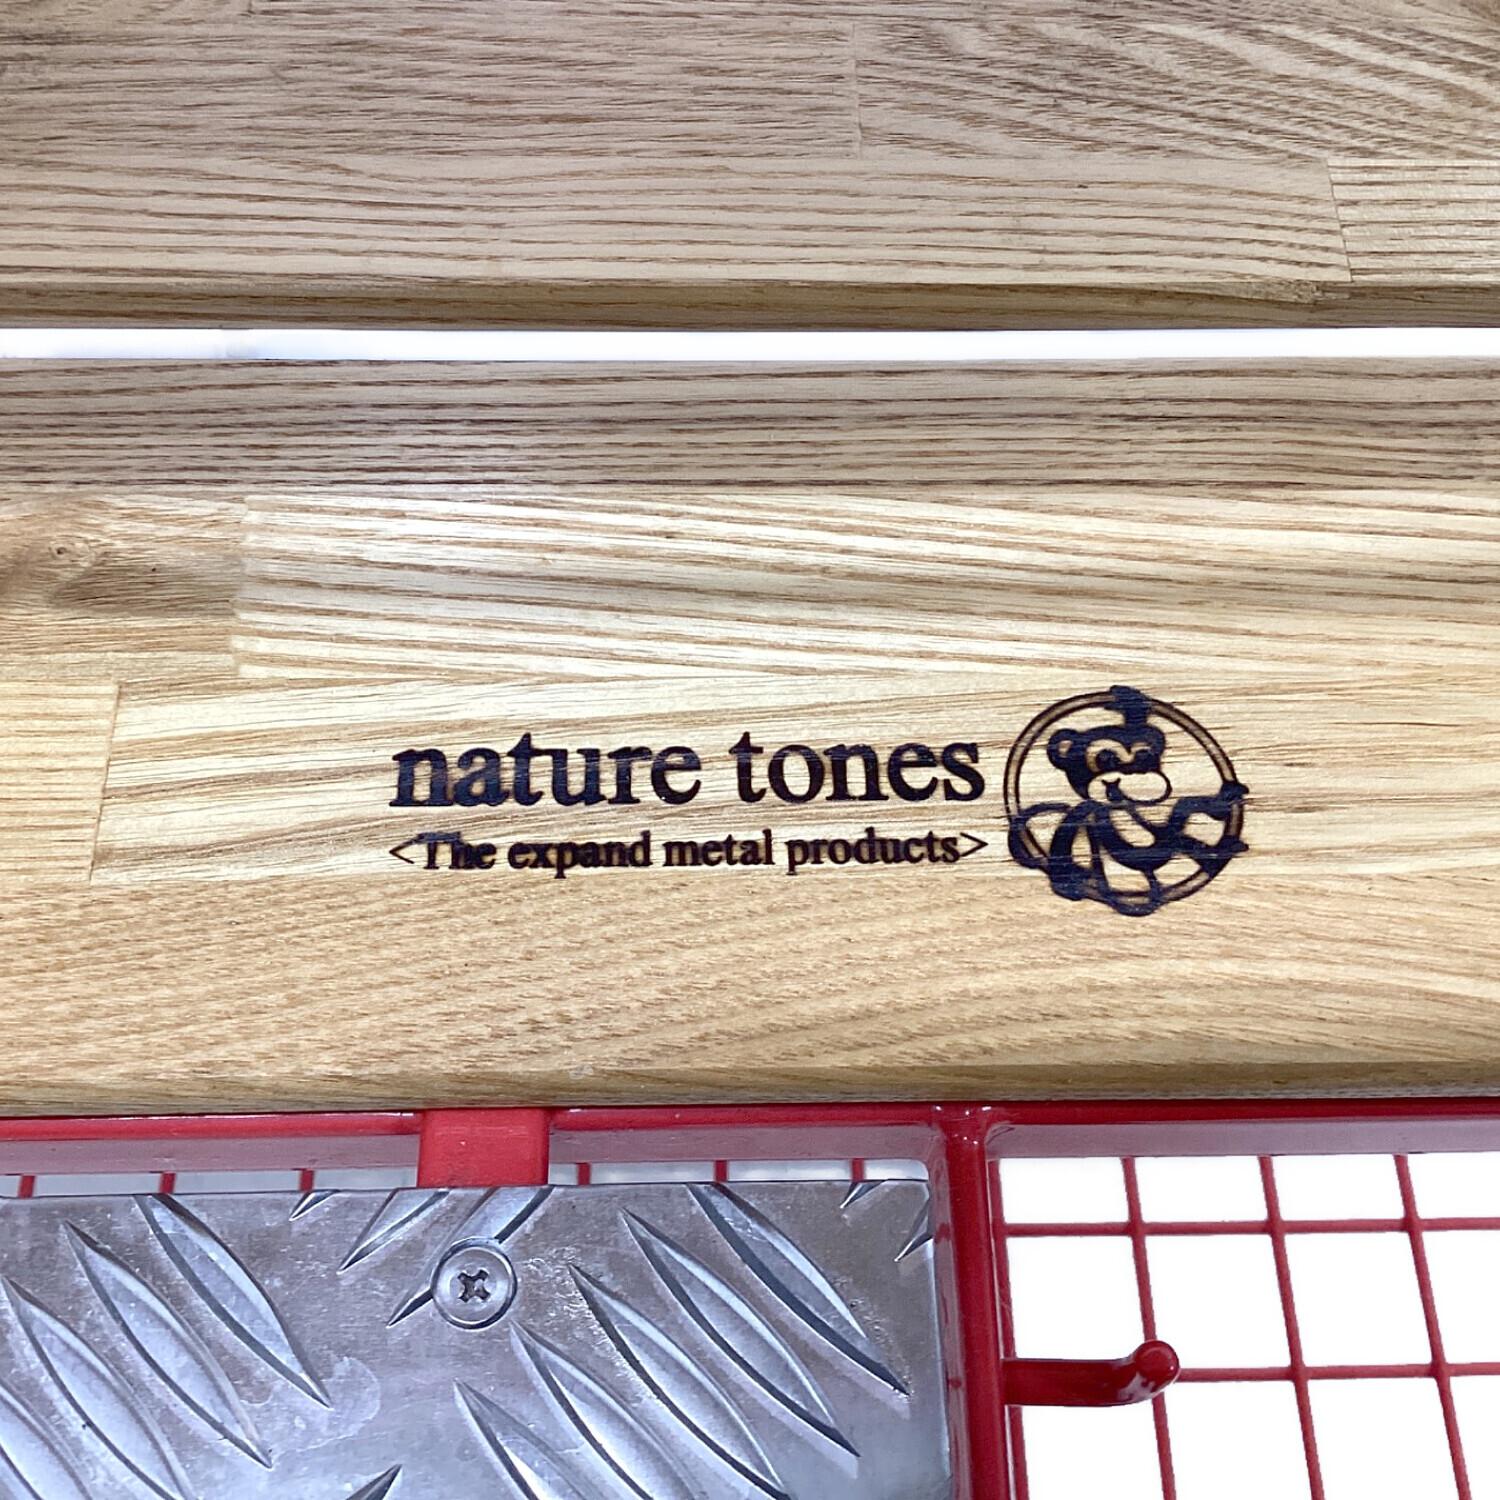 nature tones
<The expand metal products>